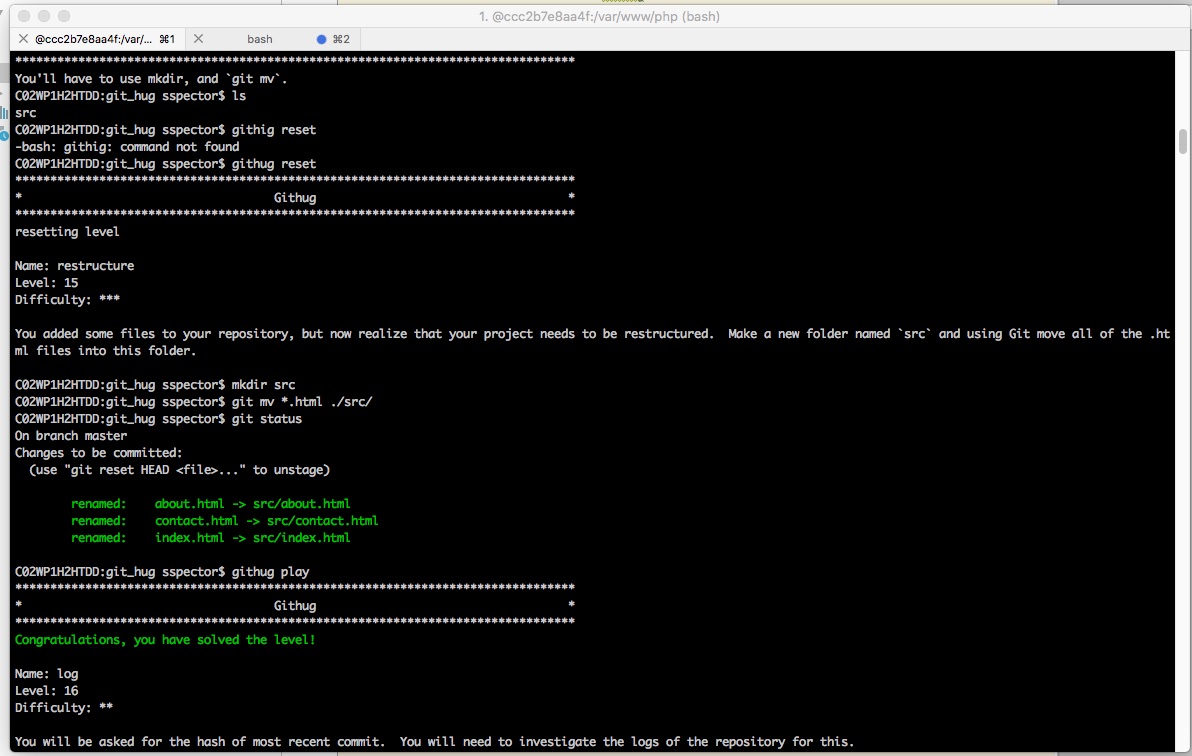 1. @ccc2b7e8aa4f:/var/www/php (bash)
@ccc2b7e8aa4f:/var/... ⌘1 bash ⌘2
********************************************************************************
You'll have to use mkdir, and `git mv`.
C02WP1H2HTDD:git_hug sspector$ ls
src
C02WP1H2HTDD:git_hug sspector$ githig reset
-bash: githig: command not found
C02WP1H2HTDD:git_hug sspector$ githug reset
********************************************************************************
* Githug *
********************************************************************************
resetting level
Name: restructure
Level: 15
Difficulty: ***
You added some files to your repository, but now realize that your project needs to be restructured.  Make a new folder named `src` and using Git move all of the .ht
ml files into this folder.
C02WP1H2HTDD:git_hug sspector$ mkdir src
C02WP1H2HTDD:git_hug sspector$ git mv *.html ./src/
C02WP1H2HTDD:git_hug sspector$ git status
On branch master
Changes to be committed:
  (use "git reset HEAD <file>..." to unstage)
renamed:    about.html -> src/about.html
renamed:    contact.html -> src/contact.html
renamed:    index.html -> src/index.html
C02WP1H2HTDD:git_hug sspector$ githug play
********************************************************************************
* Githug *
********************************************************************************
Congratulations, you have solved the level!
Name: log
Level: 16
Difficulty: **
You will be asked for the hash of most recent commit.  You will need to investigate the logs of the repository for this.